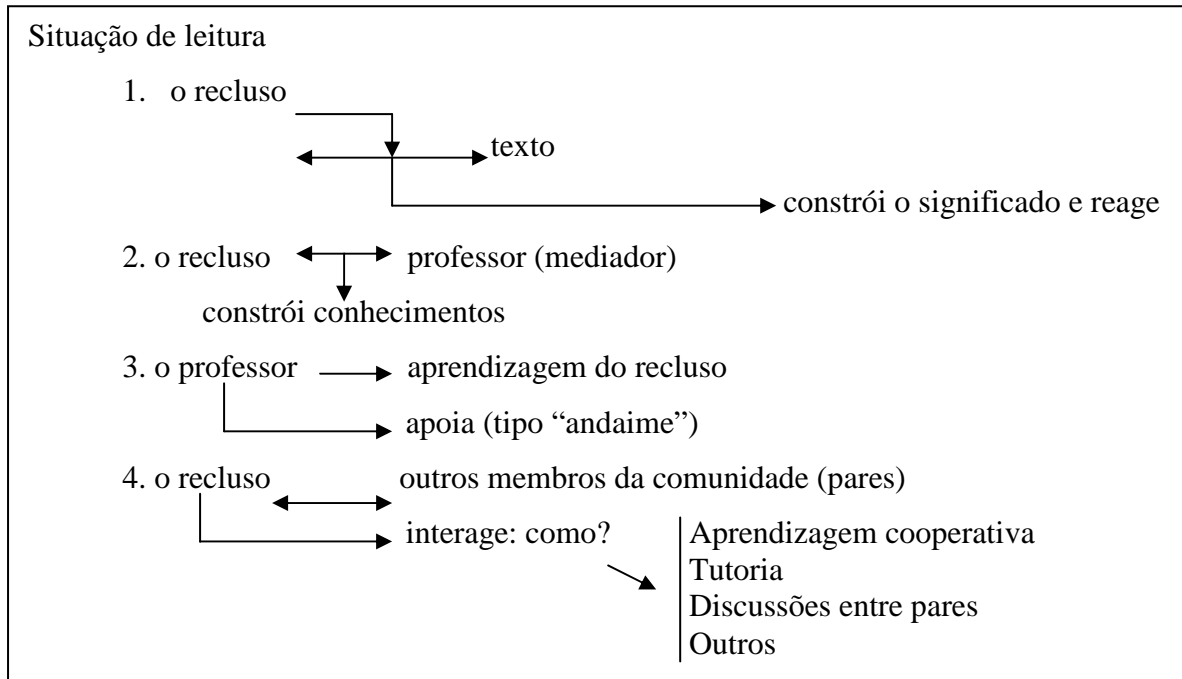 Situação de leitura
1. o recluso
texto
constrói o significado e reage
2. o recluso professor (mediador)
constrói conhecimentos
3. o professor aprendizagem do recluso
apoia (tipo “andaime”)
4. o recluso outros membros da comunidade (pares)
interage: como? Aprendizagem cooperativa
Tutoria
Discussões entre pares
Outros